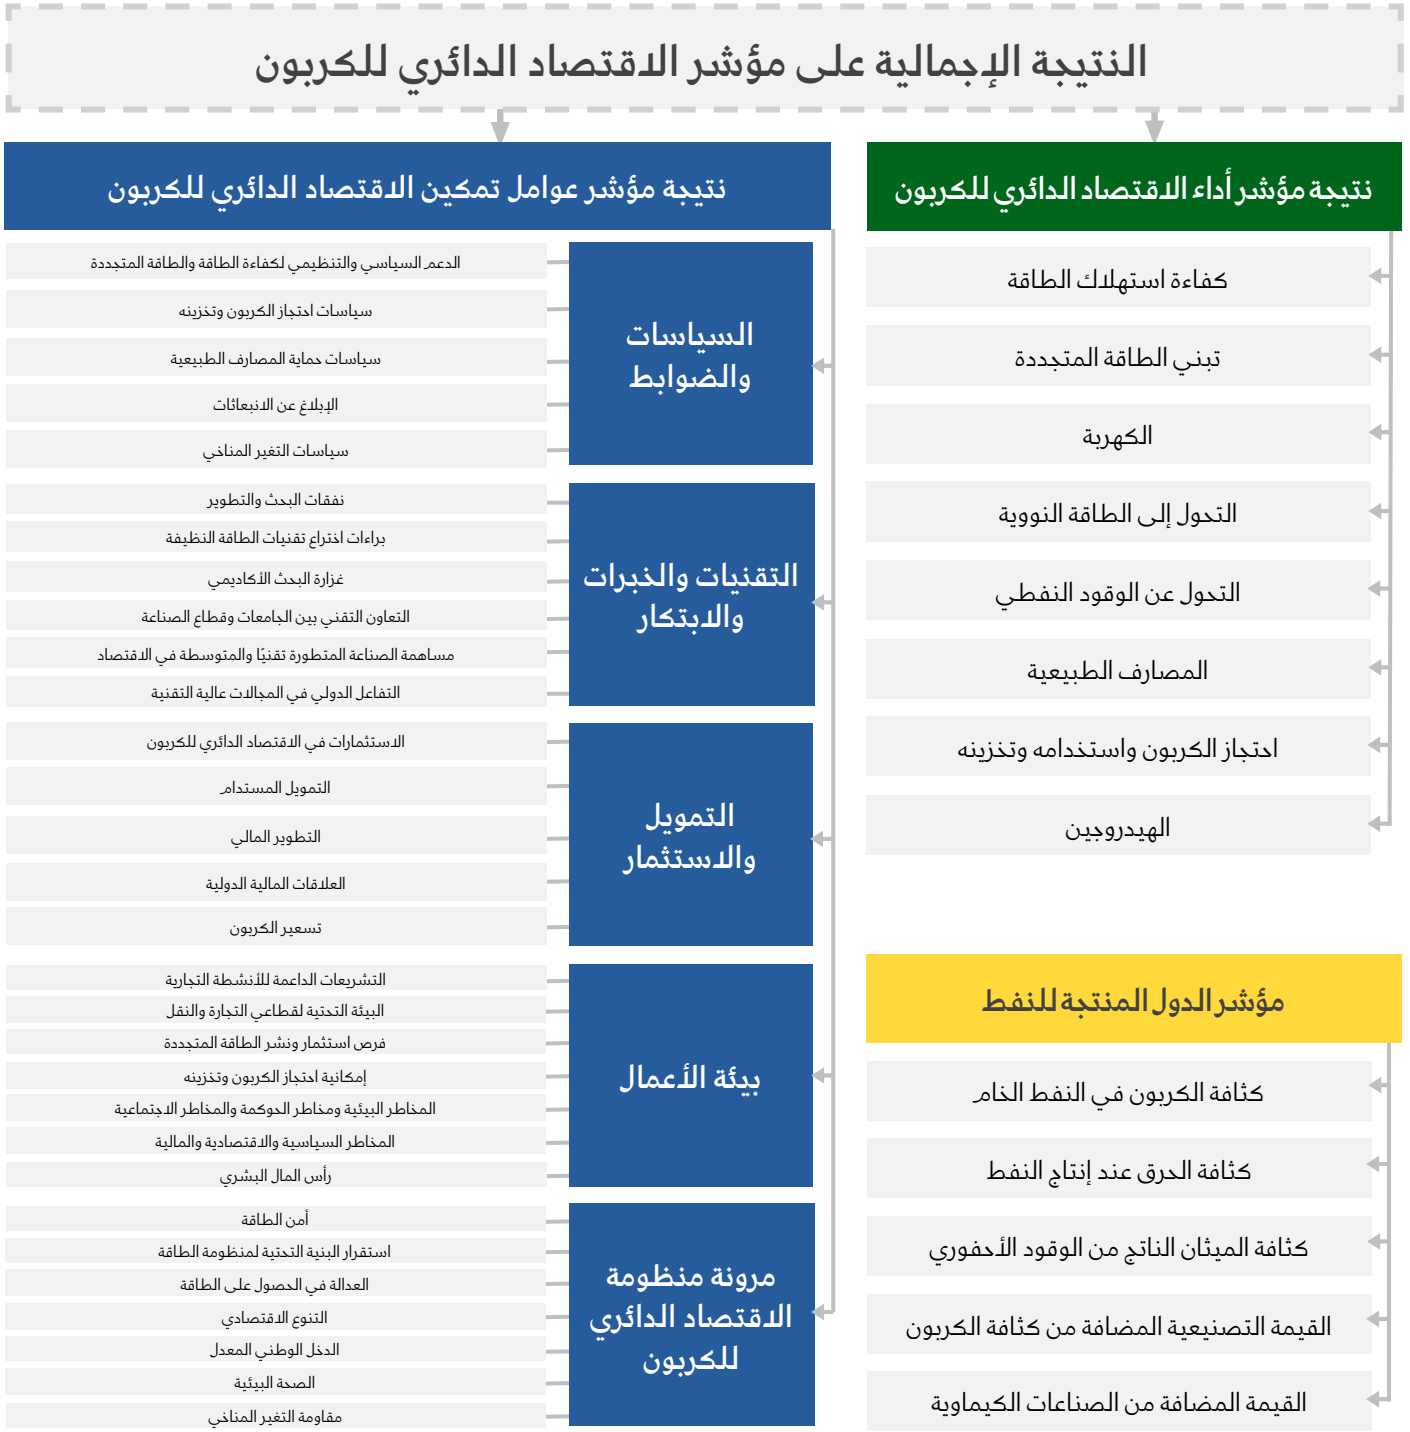 النتيجة الإجمالية على مؤشر الاقتصاد الدائري للكربون
نتيجة مؤشر أداء الاقتصاد الدائري للكربون
كفاءة استهلاك الطاقة
تبني الطاقة المتجددة
الكهربة
التحول إلى الطاقة النووية
التحول عن الوقود النفطي
المصارف الطبيعية
احتجاز الكربون واستخدامه وتخزينه
الهيدروجين
مؤشر الدول المنتجة للنفط
كثافة الكربون في النفط الخام
كثافة الحرق عند إنتاج النفط
كثافة الميثان الناتج من الوقود الأحفوري
القيمة التصنيعية المضافة من كثافة الكربون
القيمة المضافة من الصناعات الكيماوية
نتيجة مؤشر عوامل تمكين الاقتصاد الدائري للكربون
السياسات
والضوابط
الدعم السياسي والتنظيمي لكفاءة الطاقة والطاقة المتجددة
سياسات احتجاز الكربون وتخزينه
سياسات حماية المصارف الطبيعية
الإبلاغ عن الانبعاثات
سياسات التغير المناخي
التقنيات والخبرات
والابتكار
نفقات البحث والتطوير
براءات اختراع تقنيات الطاقة النظيفة
غزارة البحث الأكاديمي
التعاون التقني بين الجامعات وقطاع الصناعة
مساهمة الصناعة المتطورة تقنيًا والمتوسطة في الاقتصاد
التفاعل الدولي في المجالات عالية التقنية
التمويل
والاستثمار
الاستثمارات في الاقتصاد الدائري للكربون
التمويل المستدام
التطوير المالي
العلاقات المالية الدولية
تسعير الكربون
بيئة الأعمال
التشريعات الداعمة للأنشطة التجارية
البيئة التحتية لقطاعي التجارة والنقل
فرص استثمار ونشر الطاقة المتجددة
إمكانية احتجاز الكربون وتخزينه
المخاطر البيئية ومخاطر الحوكمة والمخاطر الاجتماعية
المخاطر السياسية والاقتصادية والمالية
رأس المال البشري
مرونة منظومة
الاقتصاد الدائري
للكربون
أمن الطاقة
استقرار البنية التحتية لمنظومة الطاقة
العدالة في الحصول على الطاقة
التنوع الاقتصادي
الدخل الوطني المعدل
الصحة البيئية
مقاومة التغير المناخي